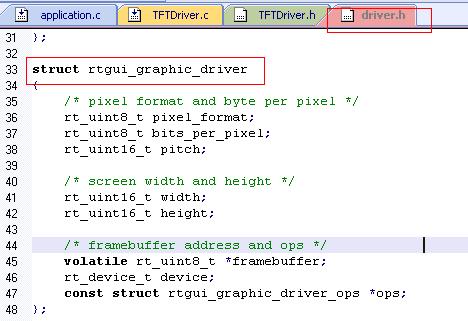 application.c TFTDriver.c TFTDriver.h driver.h
31 };
32
33 struct rtgui_graphic_driver
34 {
35 /* pixel format and byte per pixel */
36 rt_uint8_t pixel_format;
37 rt_uint8_t bits_per_pixel;
38 rt_uint16_t pitch;
39
40 /* screen width and height */
41 rt_uint16_t width;
42 rt_uint16_t height;
43
44 /* framebuffer address and ops */
45 volatile rt_uint8_t *framebuffer;
46 rt_device_t device;
47 const struct rtgui_graphic_driver_ops *ops;
48 };